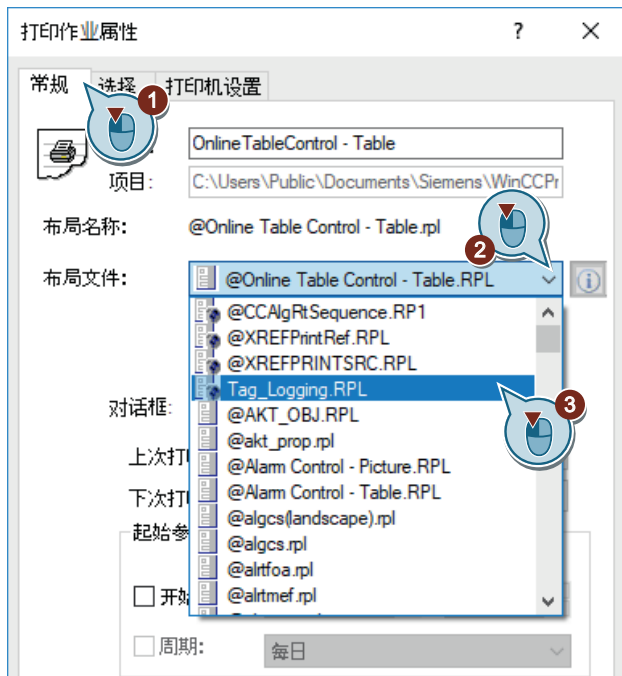 打印作业属性 ? ×
常规 选择 打印机设置
1
OnlineTableControl - Table
项目: C:\Users\Public\Documents\Siemens\WinCCPr
布局名称: @Online Table Control - Table.rpl
2
布局文件: @Online Table Control - Table.RPL
@CCAlgRtSequence.RP1
@XREFPrintRef.RPL
@XREFPRINTSRC.RPL
Tag_Logging.RPL
3
对话框: @AKT_OBJ.RPL
@akt_prop.rpl
上次打 @Alarm Control - Picture.RPL
下次打 @Alarm Control - Table.RPL
@algcs(landscape).rpl
起始参 @algcs.rpl
@alrtfoa.rpl
开始 @alrtmef.rpl
周期: 每日